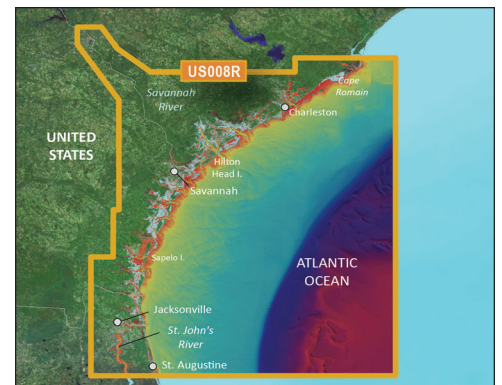 US008R
Savannah
River
Cape
Romain
Charleston
UNITED
STATES
Hilton
Head I.
Savannah
Sapelo I.
ATLANTIC
OCEAN
Jacksonville
St. John's
River
St. Augustine